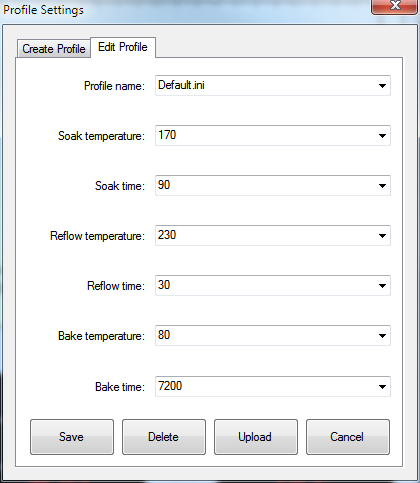 Profile Settings
Create Profile Edit Profile
Profile name: Default.ini
Soak temperature: 170
Soak time: 90
Reflow temperature: 230
Reflow time: 30
Bake temperature: 80
Bake time: 7200
Save Delete Upload Cancel